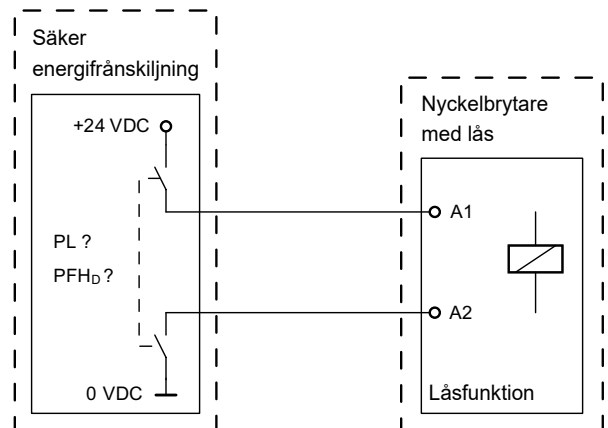 Säker
energifrånskiljning
+24 VDC
PL ?
PFHD ?
0 VDC
Nyckelbrytare
med lås
A1
A2
Låsfunktion